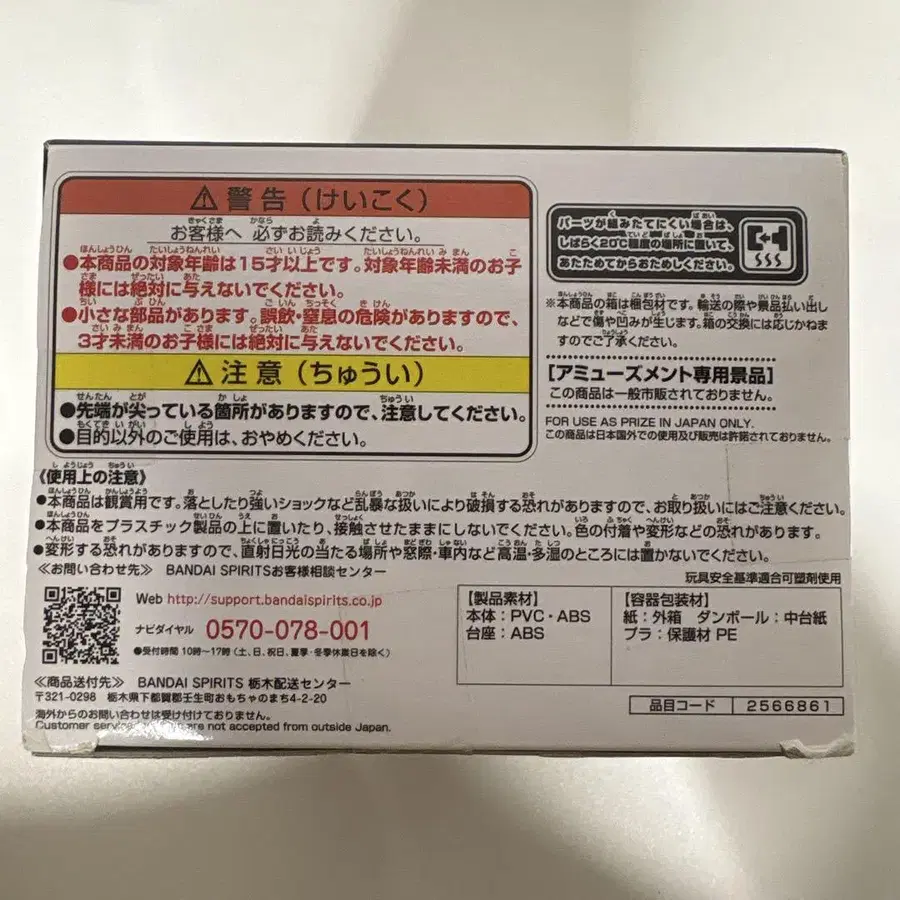 ⚠警告（けいこく）
お客様へ 必ずお読みください。
●本商品の対象年齢は15才以上です。対象年齢未満のお子
様には絶対に与えないでください。
●小さな部品があります。誤飲・窒息の危険がありますので、
3才未満のお子様には絶対に与えないでください。
⚠注意（ちゅうい）
●先端が尖っている箇所がありますので、注意してください。
●目的以外のご使用は、おやめください。
パーツが組みたてにくい場合は、
しばらく20℃程度の場所に置いて、
あたためてからおためしください。
※本商品の箱は梱包材です。輸送の際や景品払い出し
などで傷や凹みが生じます。箱の交換には応じかねま
すのでご了承ください。
【アミューズメント専用景品】
この商品は一般市販されておりません。
FOR USE AS PRIZE IN JAPAN ONLY.
この商品は日本国外での使用及び販売は許諾されておりません。
《使用上の注意》
●本商品は観賞用です。落としたり強いショックなど乱暴な扱いにより破損する恐れがありますので、お取り扱いにはご注意ください。
●本商品をプラスチック製品の上に置いたり、接触させたままにしないでください。色の付着や変形などの恐れがあります。
●変形する恐れがありますので、直射日光の当たる場所や窓際・車内など高温・多湿のところには置かないでください。
≪お問い合わせ先≫ BANDAI SPIRITSお客様相談センター
玩具安全基準適合可塑剤使用
Web http://support.bandaispirits.co.jp
ナビダイヤル 0570-078-001
●受付時間 10時〜17時（土、日、祝日、夏季・冬季休業日を除く）
≪商品送付先≫ BANDAI SPIRITS 栃木配送センター
〒321-0298 栃木県下都賀郡壬生町おもちゃのまち4-2-20
海外からのお問い合わせは受け付けておりません。
Customer are not accepted from outside Japan.
【製品素材】
本体：PVC・ABS
台座：ABS
【容器包装材】
紙：外箱 ダンボール：中台紙
プラ：保護材 PE
品目コード 2566861